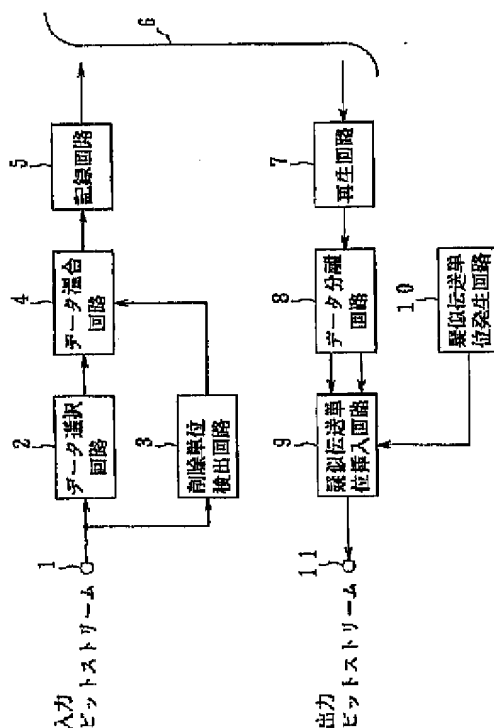 入力
ビットストリーム
1
2
データ選択
回路
3
削除単位
検出回路
4
データ混合
回路
5
記録回路
6
7
再生回路
8
データ分離
回路
9
疑似伝送単
位挿入回路
10
疑似伝送単
位発生回路
11
出力
ビットストリーム